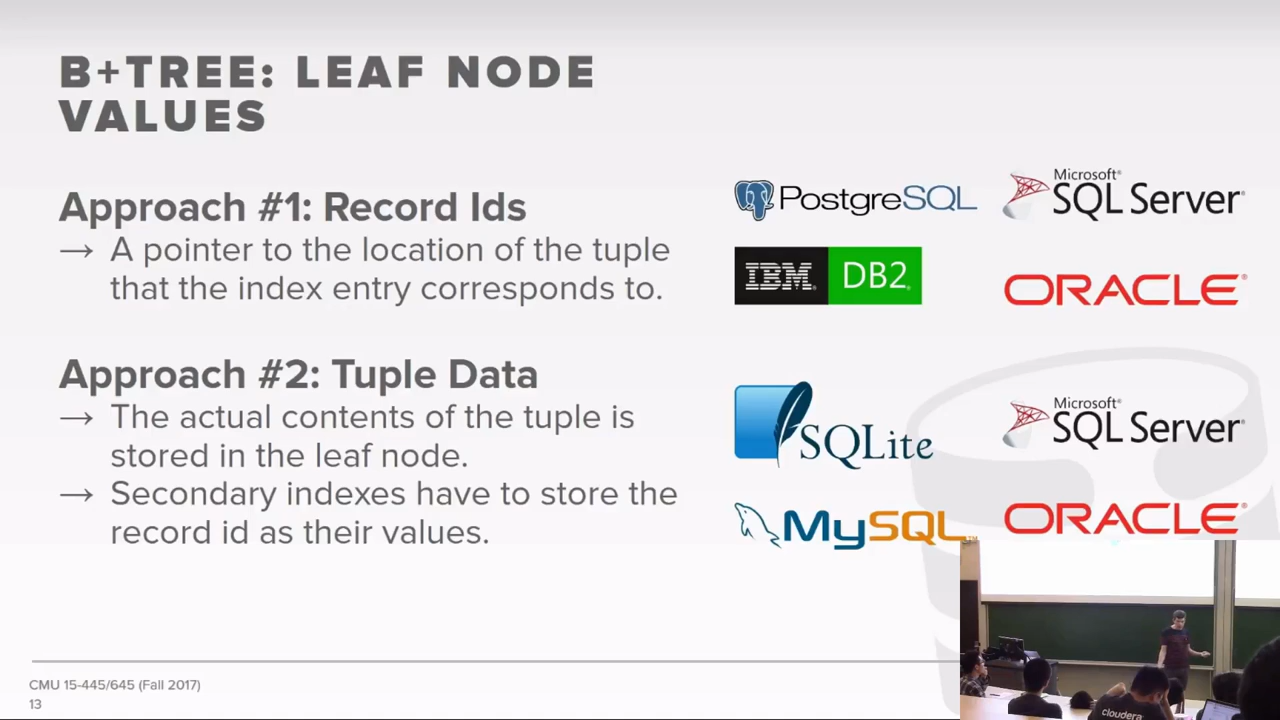 B+TREE: LEAF NODE
VALUES
Approach #1: Record Ids
→ A pointer to the location of the tuple
that the index entry corresponds to.
PostgreSQL
Microsoft®
SQL Server®
IBM® DB2®
ORACLE®
Approach #2: Tuple Data
→ The actual contents of the tuple is
stored in the leaf node.
→ Secondary indexes have to store the
record id as their values.
SQLite
Microsoft®
SQL Server®
MySQL
ORACLE®
CMU 15-445/645 (Fall 2017)
13
cloudera